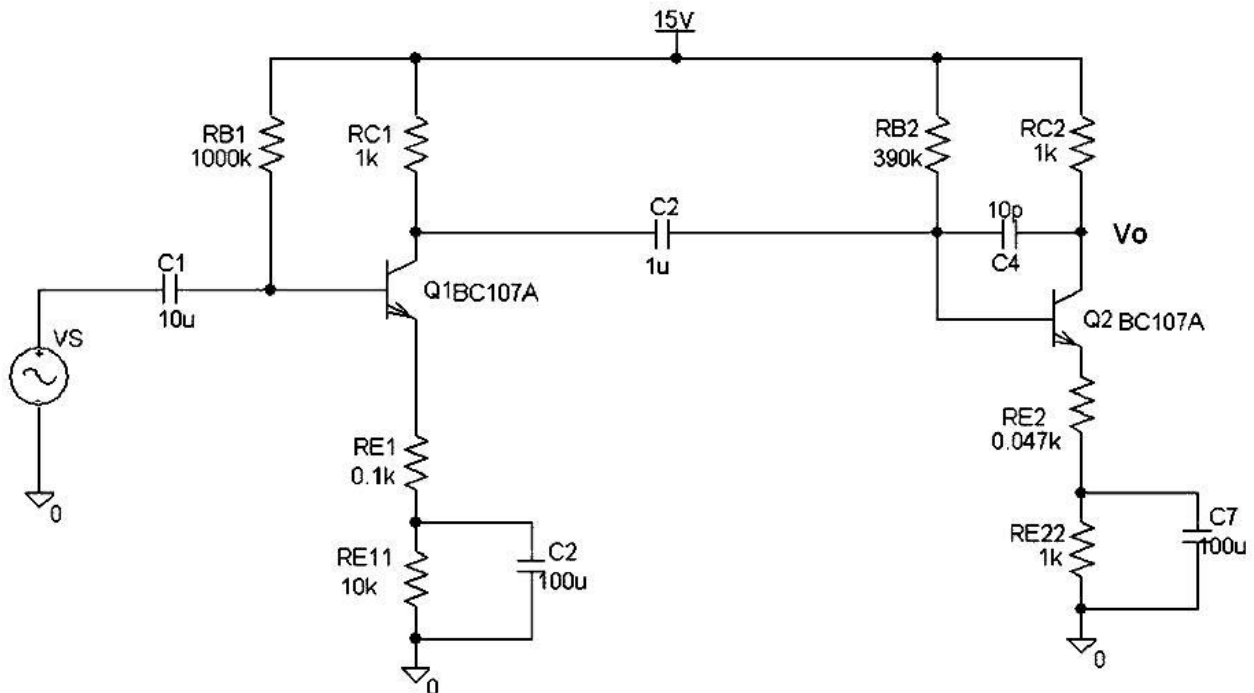 15V
RB1
1000k
RC1
1k
RB2
390k
RC2
1k
C2
1u
10p
C4
Vo
C1
10u
Q1BC107A
Q2 BC107A
VS
RE1
0.1k
RE2
0.047k
0
RE11
10k
C2
100u
RE22
1k
C7
100u
0
0